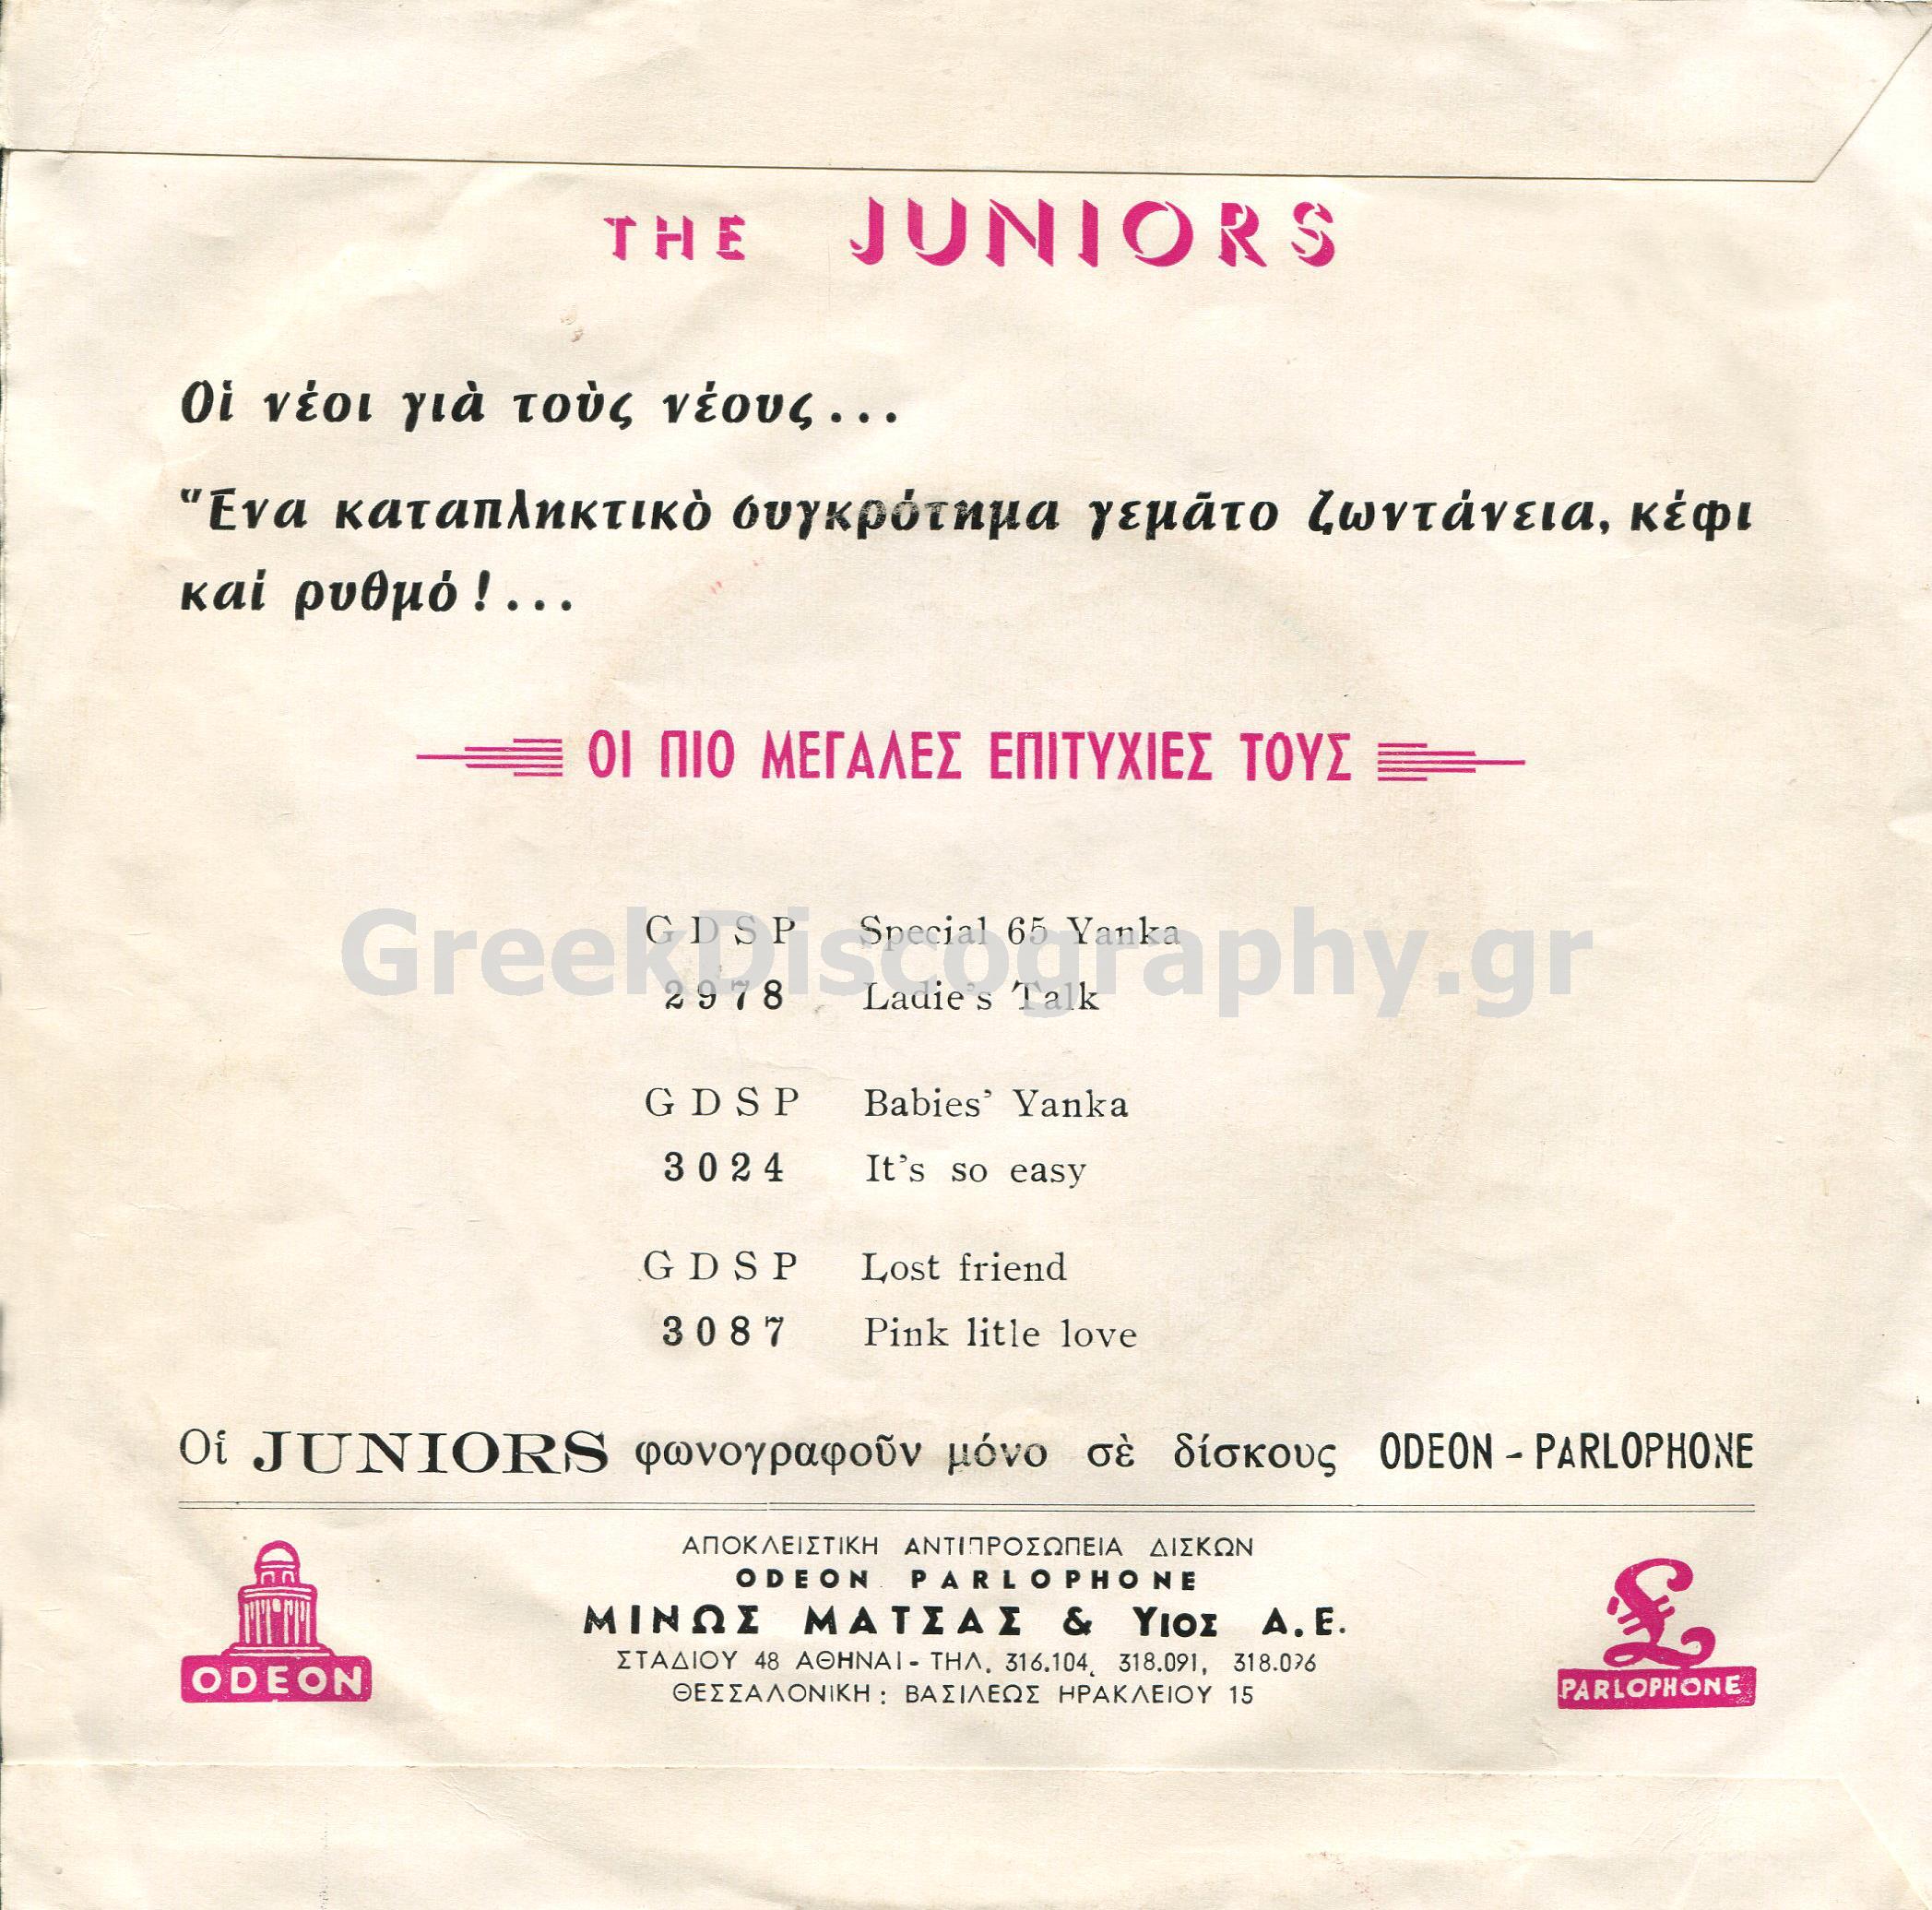 THE JUNIORS
Οἱ νέοι γιὰ τοὺς νέους...
Ἕνα καταπληκτικὸ συγκρότημα γεμᾶτο ζωντάνεια, κέφι
καί ρυθμό!...
ΟΙ ΠΙΟ ΜΕΓΑΛΕΣ ΕΠΙΤΥΧΙΕΣ ΤΟΥΣ
GDSP Special 65 Yanka
GreekDiscography.gr
2978 Ladie's Talk
GDSP Babies' Yanka
3024 It's so easy
GDSP Lost friend
3087 Pink litle love
Οἱ JUNIORS φωνογραφοῦν μόνο σὲ δίσκους ODEON - PARLOPHONE
ΑΠΟΚΛΕΙΣΤΙΚΗ ΑΝΤΙΠΡΟΣΩΠΕΙΑ ΔΙΣΚΩΝ
ODEON PARLOPHONE
ΜΙΝΩΣ ΜΑΤΣΑΣ & ΥΙΟΣ Α.Ε.
ΣΤΑΔΙΟΥ 48 ΑΘΗΝΑΙ - ΤΗΛ. 316.104, 318.091,
ΘΕΣΣΑΛΟΝΙΚΗ : ΒΑΣΙΛΕΩΣ ΗΡΑΚΛΕΙΟΥ 15
ODEON
PARLOPHONE